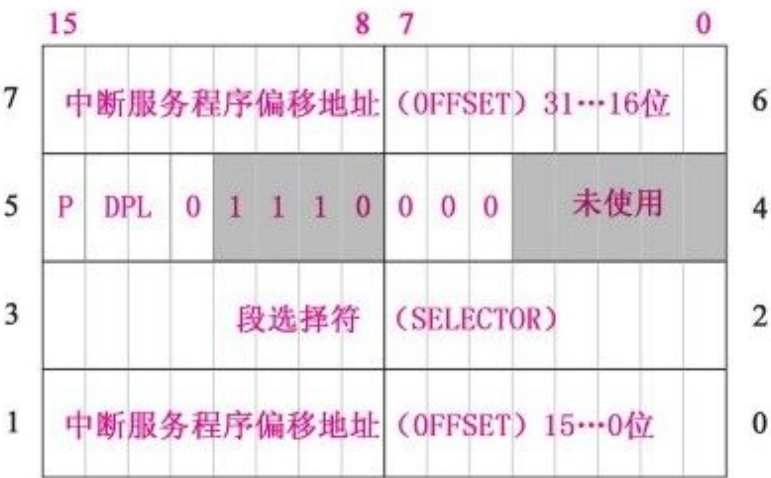 15 8 7 0
7 中断服务程序偏移地址 (OFFSET) 31…16位 6
5 P DPL 0 1 1 1 0 0 0 0 未使用 4
3 段选择符 (SELECTOR) 2
1 中断服务程序偏移地址 (OFFSET) 15…0位 0